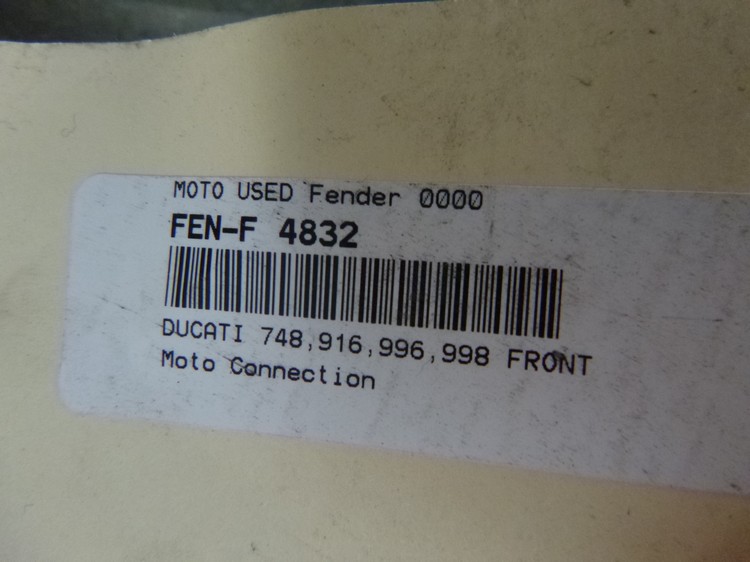 MOTO USED Fender 0000
FEN-F 4832
DUCATI 748,916,996,998 FRONT
Moto Connection